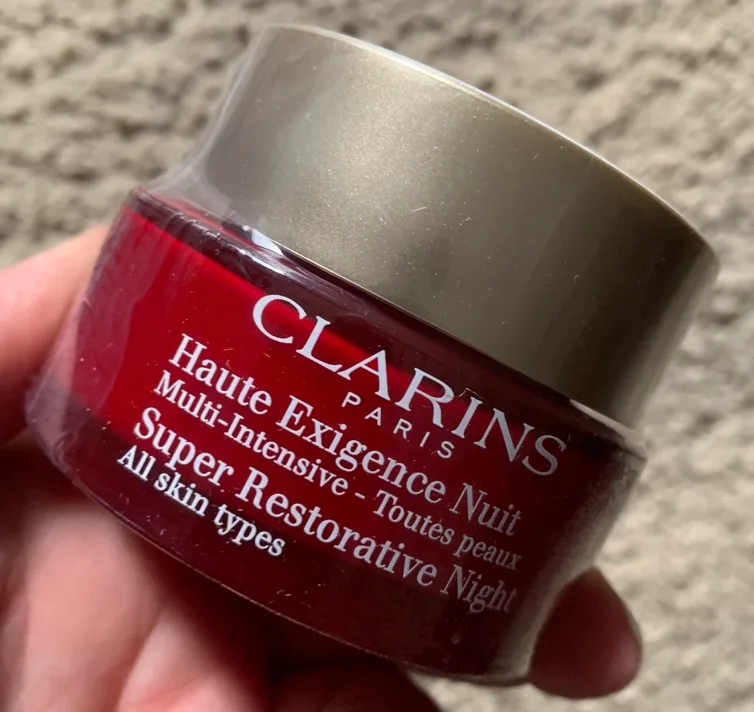 CLARINS
PARIS
Haute Exigence Nuit
Multi-Intensive - Toutes peaux
Super Restorative Night
All skin types